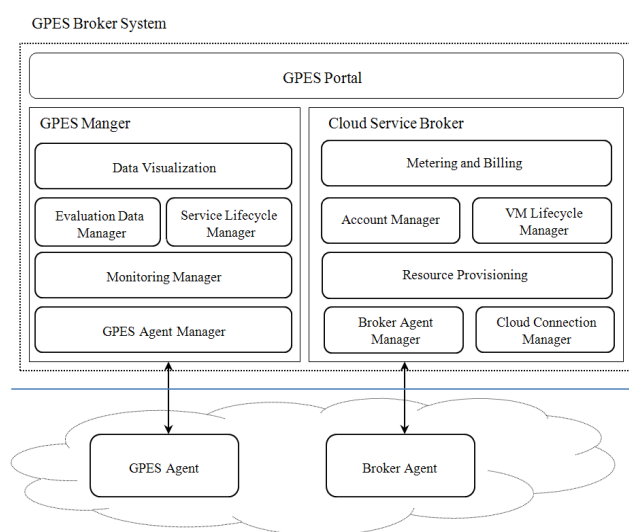 GPES Broker System
GPES Portal
GPES Manger
Data Visualization
Evaluation Data
Manager
Service Lifecycle
Manager
Monitoring Manager
GPES Agent Manager
Cloud Service Broker
Metering and Billing
Account Manager
VM Lifecycle
Manager
Resource Provisioning
Broker Agent
Manager
Cloud Connection
Manager
GPES Agent
Broker Agent